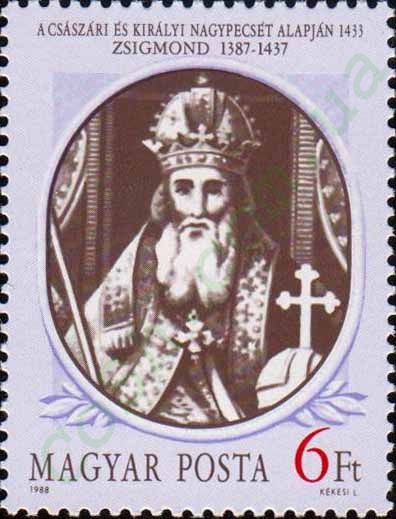 A CSÁSZÁRI ÉS KIRÁLYI NAGYPECSÉT ALAPJÁN 1433
ZSIGMOND 1387-1437
MAGYAR POSTA 6Ft
1988 KÉKESI L.